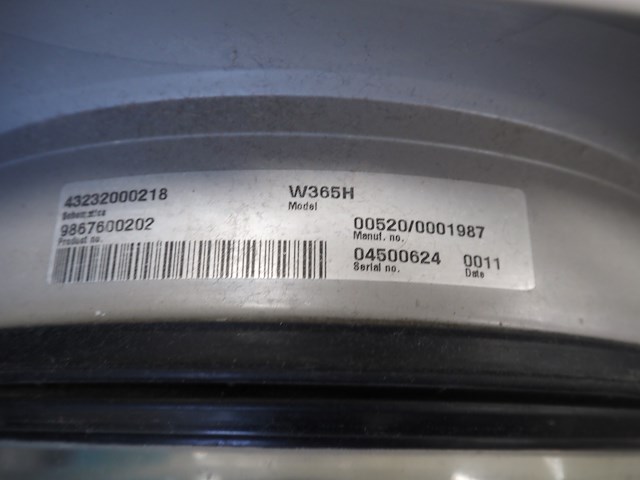 43232000218
W365H
Schematics
Model
9867600202
00520/0001987
Product no.
Manuf. no.
04500624
0011
Serial no.
Date